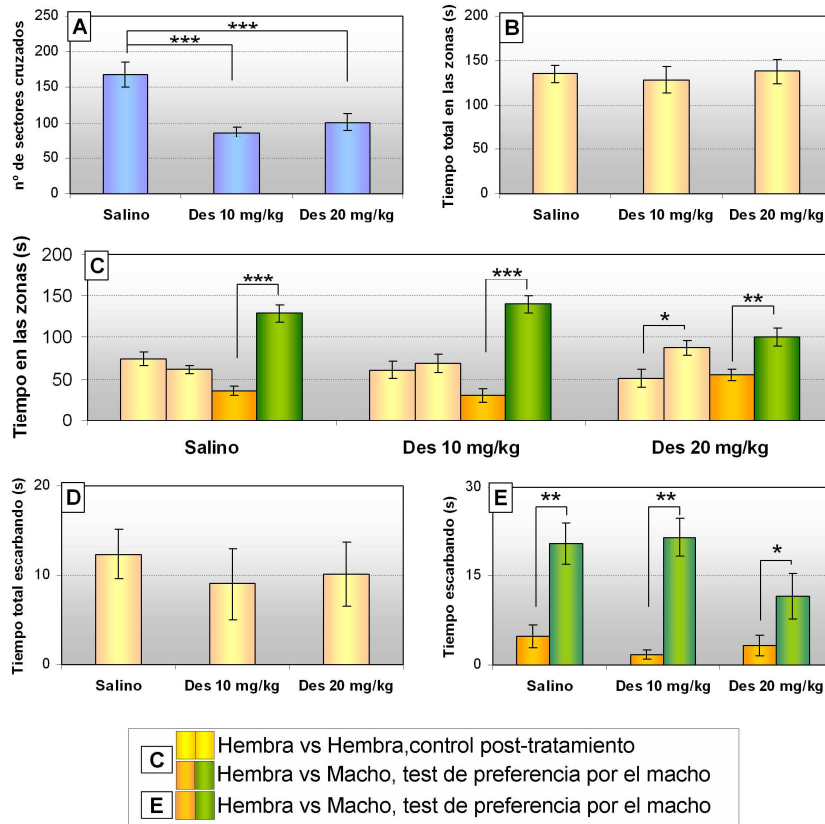 A
***
***
nº de sectores cruzados
250
200
150
100
50
0
Salino Des 10 mg/kg Des 20 mg/kg
B
Tiempo total en las zonas (s)
200
150
100
50
0
Salino Des 10 mg/kg Des 20 mg/kg
C
Tiempo en las zonas (s)
200
150
100
50
0
*** *** * **
Salino Des 10 mg/kg Des 20 mg/kg
D
Tiempo total escarbando (s)
20
10
0
Salino Des 10 mg/kg Des 20 mg/kg
E
Tiempo escarbando (s)
30
15
0
** ** *
Salino Des 10 mg/kg Des 20 mg/kg
C Hembra vs Hembra,control post-tratamiento
Hembra vs Macho, test de preferencia por el macho
E Hembra vs Macho, test de preferencia por el macho